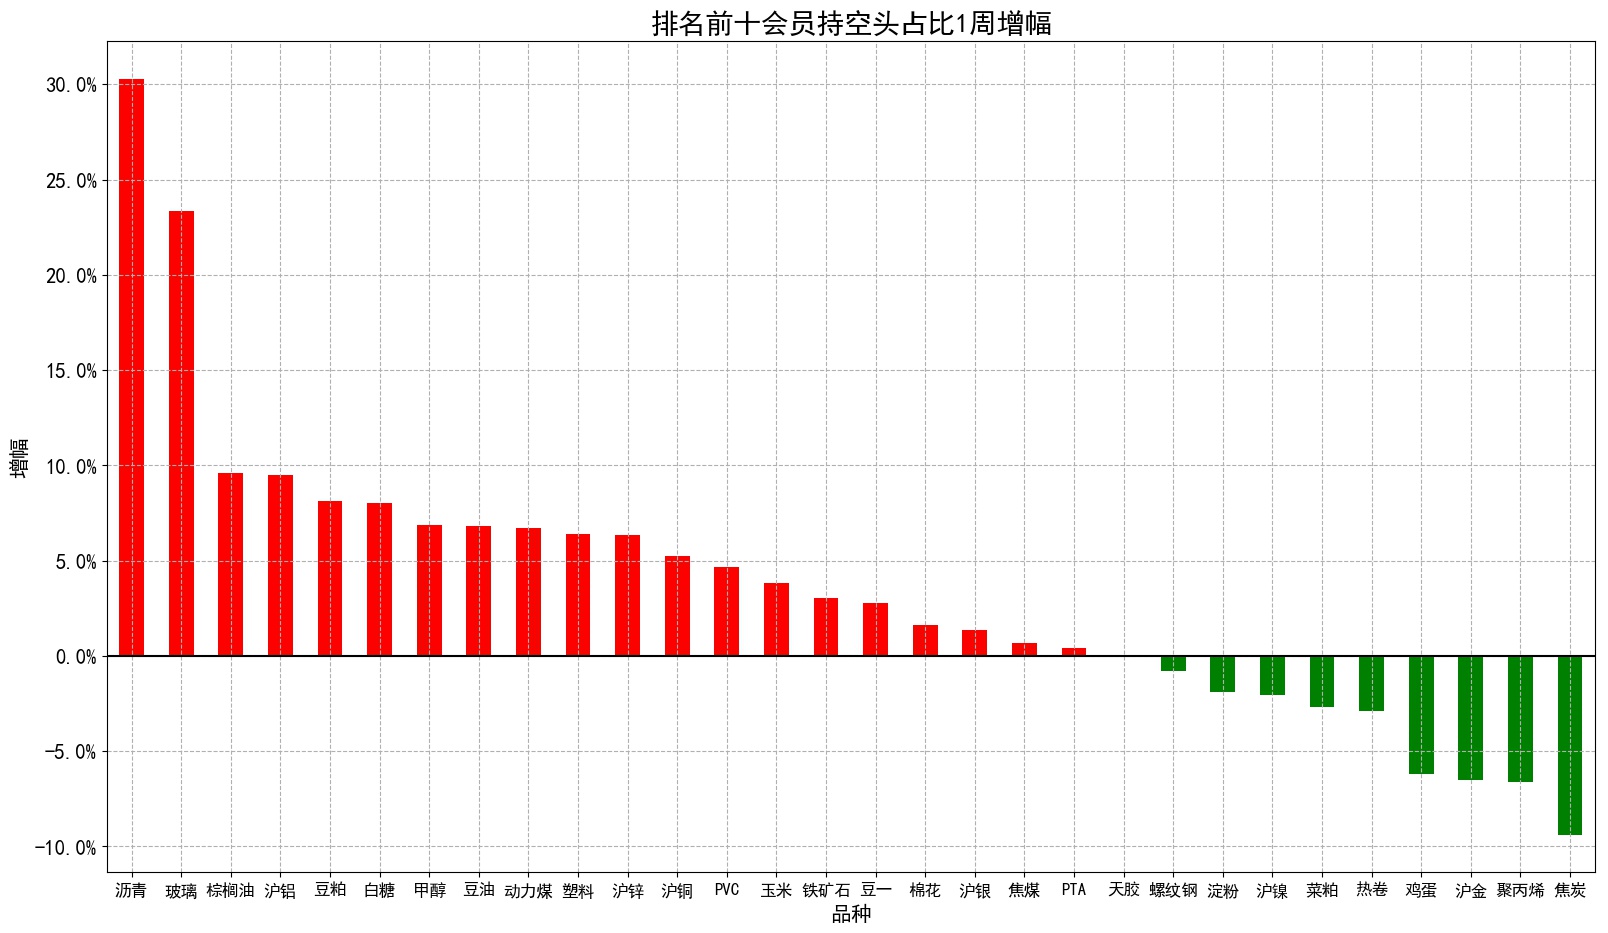 排名前十会员持空头占比1周增幅
30.0%
25.0%
20.0%
15.0%
10.0%
5.0%
0.0%
-5.0%
-10.0%
增幅
沥青 玻璃 棕榈油 沪铝 豆粕 白糖 甲醇 豆油 动力煤 塑料 沪锌 沪铜 PVC 玉米 铁矿石 豆一 棉花 沪银 焦煤 PTA 天胶 螺纹钢 淀粉 沪镍 菜粕 热卷 鸡蛋 沪金 聚丙烯 焦炭
品种